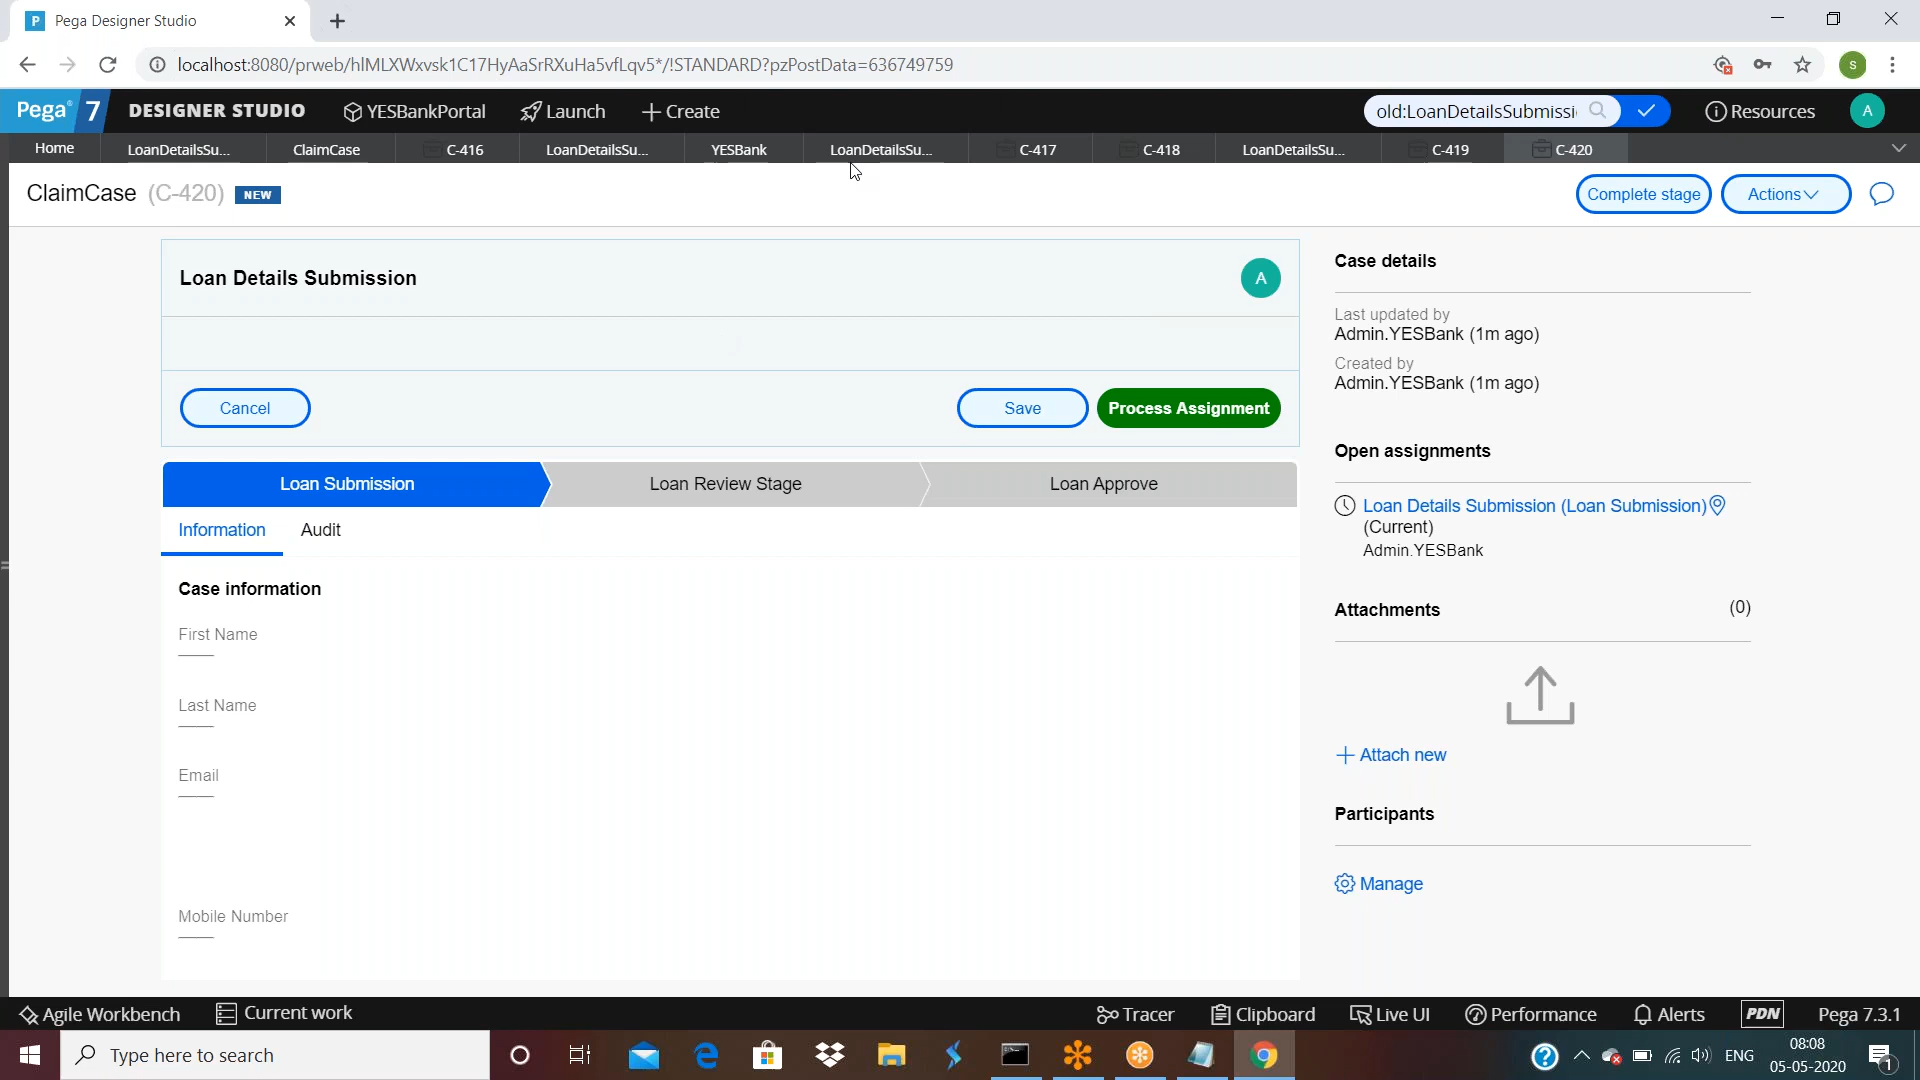 P Pega Designer Studio
localhost:8080/prweb/hIMLXWxvsk1C17HyAaSrRXuHa5vfLqv5*/!STANDARD?pzPostData=636749759
S
Pega 7 DESIGNER STUDIO YESBankPortal Launch + Create old:LoanDetailsSubmissi Resources A
Home LoanDetailsSu... ClaimCase C-416 LoanDetailsSu... YESBank LoanDetailsSu... C-417 C-418 LoanDetailsSu... C-419 C-420
ClaimCase (C-420) NEW Complete stage Actions
Loan Details Submission A
Cancel Save Process Assignment
Loan Submission Loan Review Stage Loan Approve
Information Audit
Case information
First Name
Last Name
Email
Mobile Number
Case details
Last updated by
Admin.YESBank (1m ago)
Created by
Admin.YESBank (1m ago)
Open assignments
Loan Details Submission (Loan Submission)
(Current)
Admin.YESBank
Attachments (0)
+ Attach new
Participants
Manage
Agile Workbench Current work Tracer Clipboard Live UI Performance Alerts PDN Pega 7.3.1
Type here to search ENG 08:08
05-05-2020 1